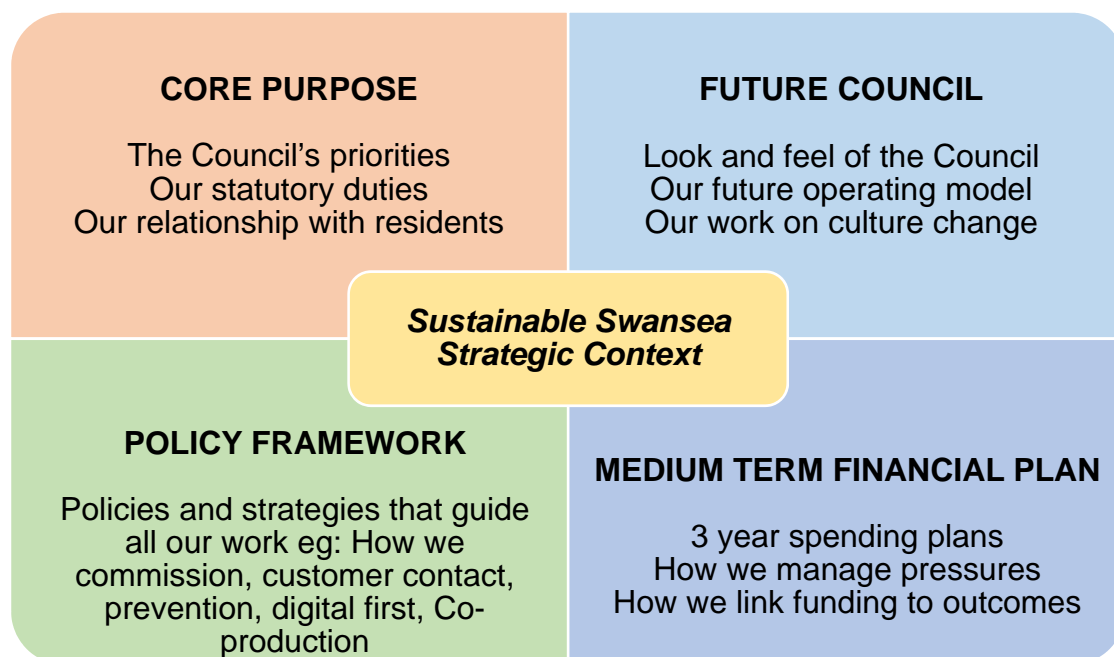 CORE PURPOSE
The Council’s priorities
Our statutory duties
Our relationship with residents
FUTURE COUNCIL
Look and feel of the Council
Our future operating model
Our work on culture change
Sustainable Swansea
Strategic Context
POLICY FRAMEWORK
Policies and strategies that guide
all our work eg: How we
commission, customer contact,
prevention, digital first, Co-
production
MEDIUM TERM FINANCIAL PLAN
3 year spending plans
How we manage pressures
How we link funding to outcomes